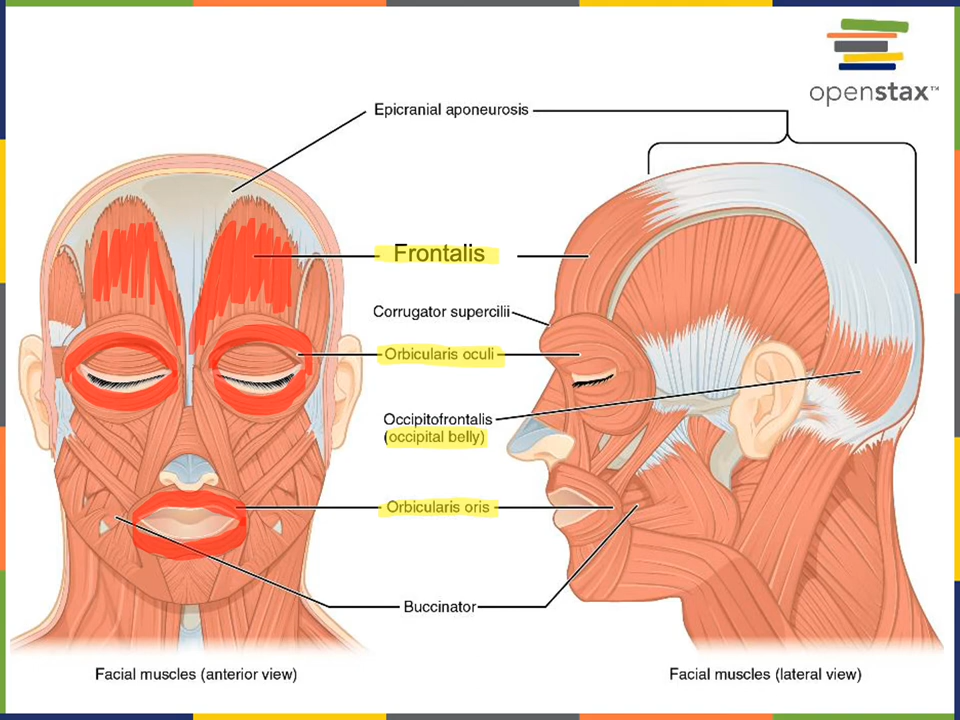 openstax™
Epicranial aponeurosis
Frontalis
Corrugator supercilii
Orbicularis oculi
Occipitofrontalis
(occipital belly)
Orbicularis oris
Buccinator
Facial muscles (anterior view)
Facial muscles (lateral view)